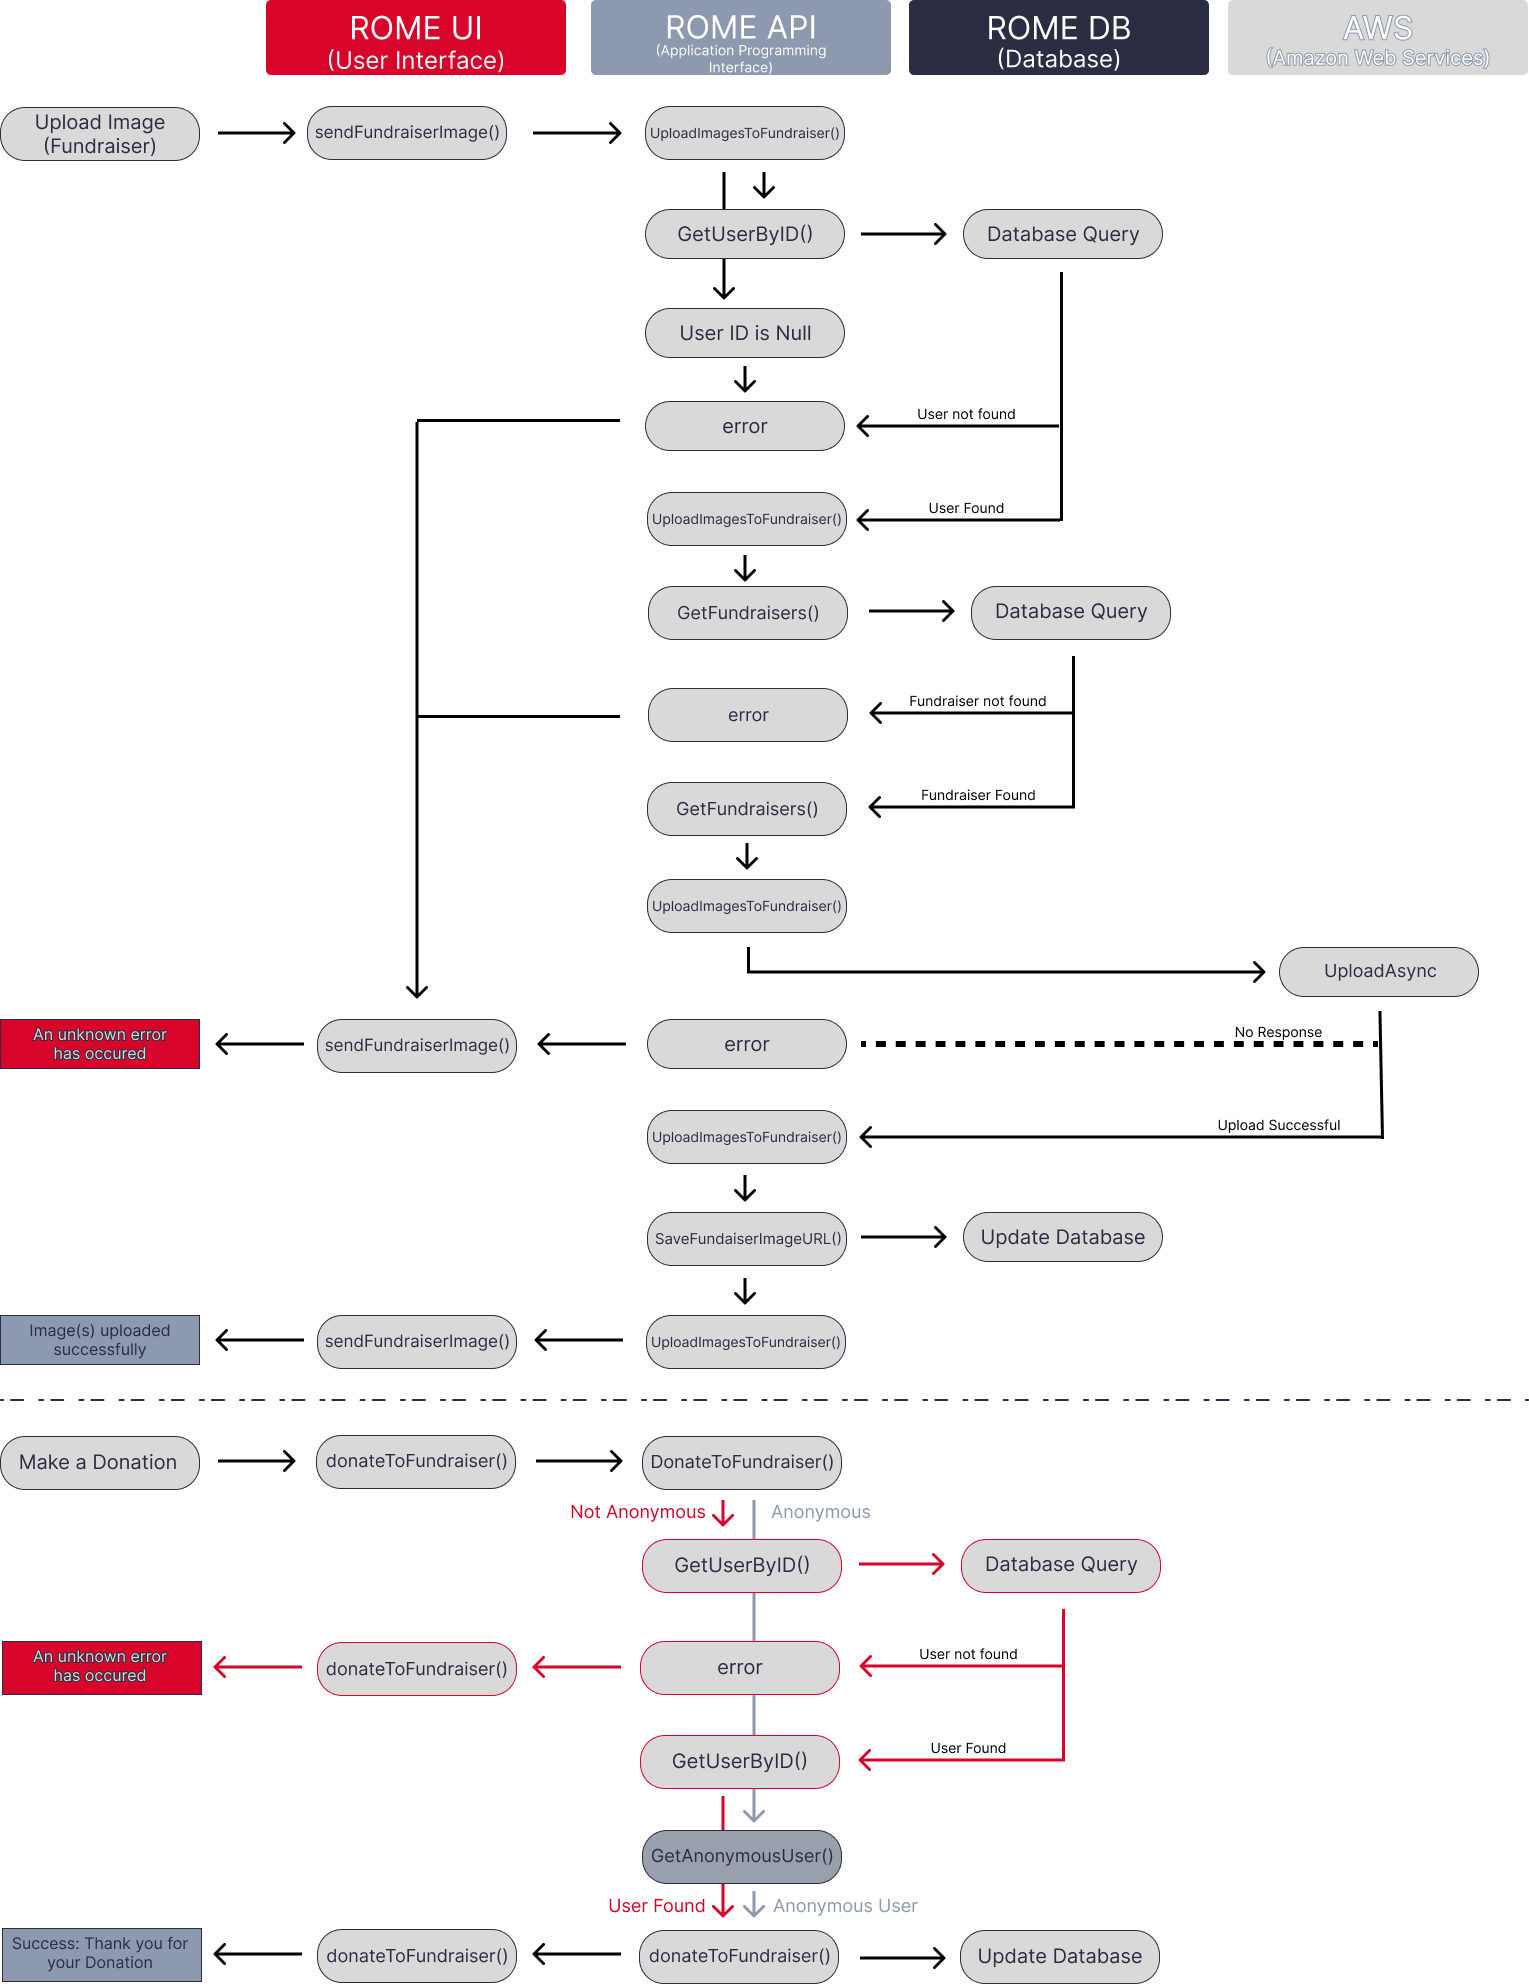 ROME UI
(User Interface)
ROME API
(Application Programming
Interface)
ROME DB
(Database)
AWS
(Amazon Web Services)
Upload Image
(Fundraiser)
sendFundraiserImage()
UploadImagesToFundraiser()
GetUserByID()
Database Query
User ID is Null
error
User not found
UploadImagesToFundraiser()
User Found
GetFundraisers()
Database Query
error
Fundraiser not found
GetFundraisers()
Fundraiser Found
UploadImagesToFundraiser()
UploadAsync
An unknown error
has occured
sendFundraiserImage()
error
No Response
UploadImagesToFundraiser()
Upload Successful
SaveFundaiserImageURL()
Update Database
Image(s) uploaded
successfully
sendFundraiserImage()
UploadImagesToFundraiser()
Make a Donation
donateToFundraiser()
DonateToFundraiser()
Not Anonymous
Anonymous
GetUserByID()
Database Query
An unknown error
has occured
donateToFundraiser()
error
User not found
GetUserByID()
User Found
GetAnonymousUser()
User Found
Anonymous User
Success: Thank you for
your Donation
donateToFundraiser()
donateToFundraiser()
Update Database